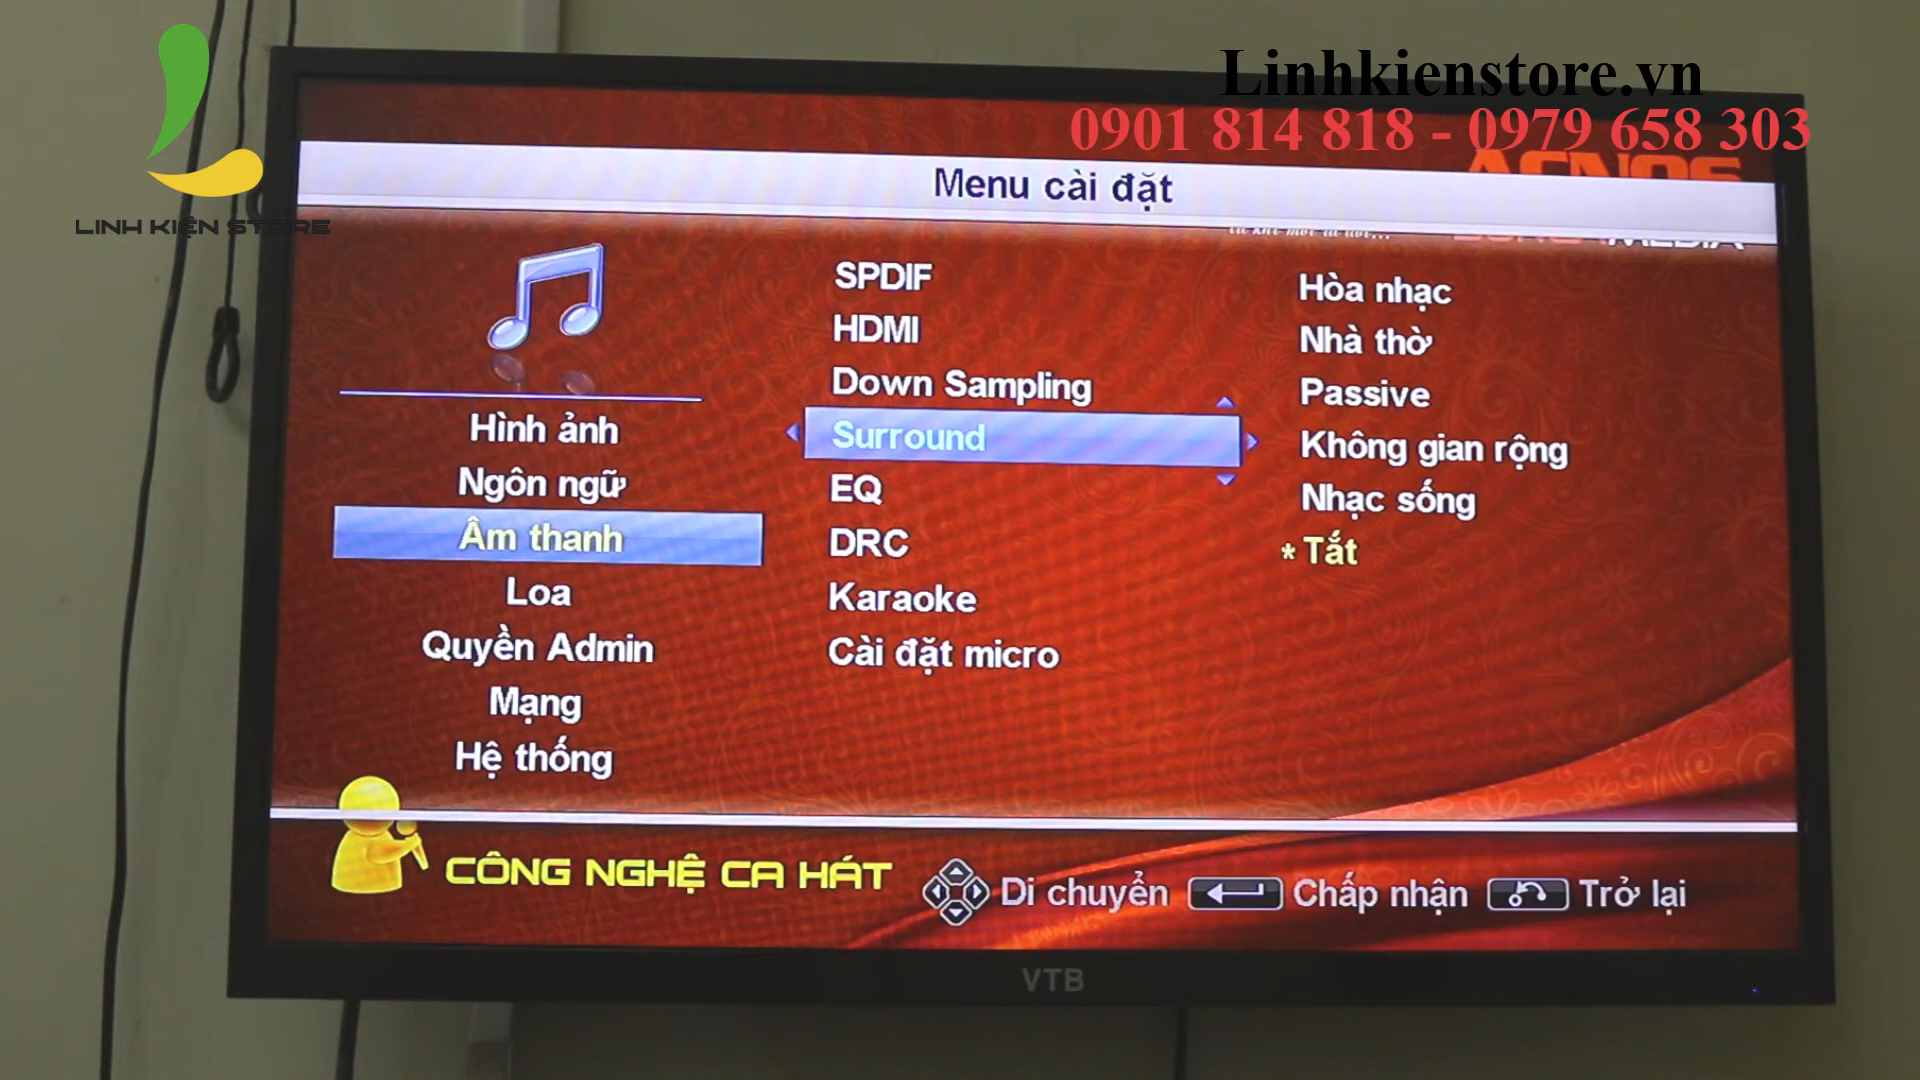 Linhkienstore.vn
0901 814 818 - 0979 658 303
LINH KIỆN STORE
ACNOS
Menu cài đặt
Hình ảnh
Ngôn ngữ
Âm thanh
Loa
Quyền Admin
Mạng
Hệ thống
SPDIF
HDMI
Down Sampling
Surround
EQ
DRC
Karaoke
Cài đặt micro
Hòa nhạc
Nhà thờ
Passive
Không gian rộng
Nhạc sống
* Tắt
CÔNG NGHỆ CA HÁT
Di chuyển
Chấp nhận
Trở lại
VTB